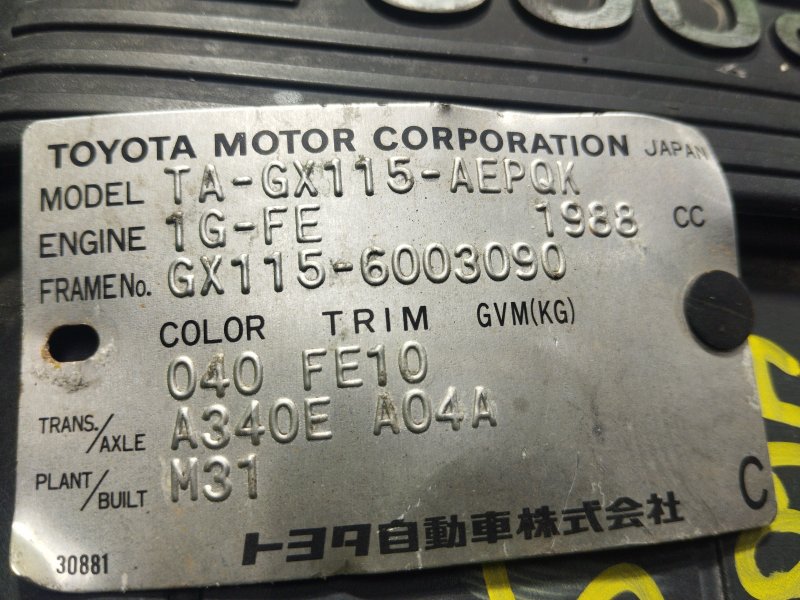 TOYOTA MOTOR CORPORATION JAPAN
MODEL TA-GX115-AEPQK
ENGINE 1G-FE 1988 CC
FRAME No. GX115-6003090
COLOR TRIM GVM(KG)
040 FE10
TRANS./AXLE A340E A04A
PLANT/BUILT M31
C
トヨタ自動車株式会社
30881